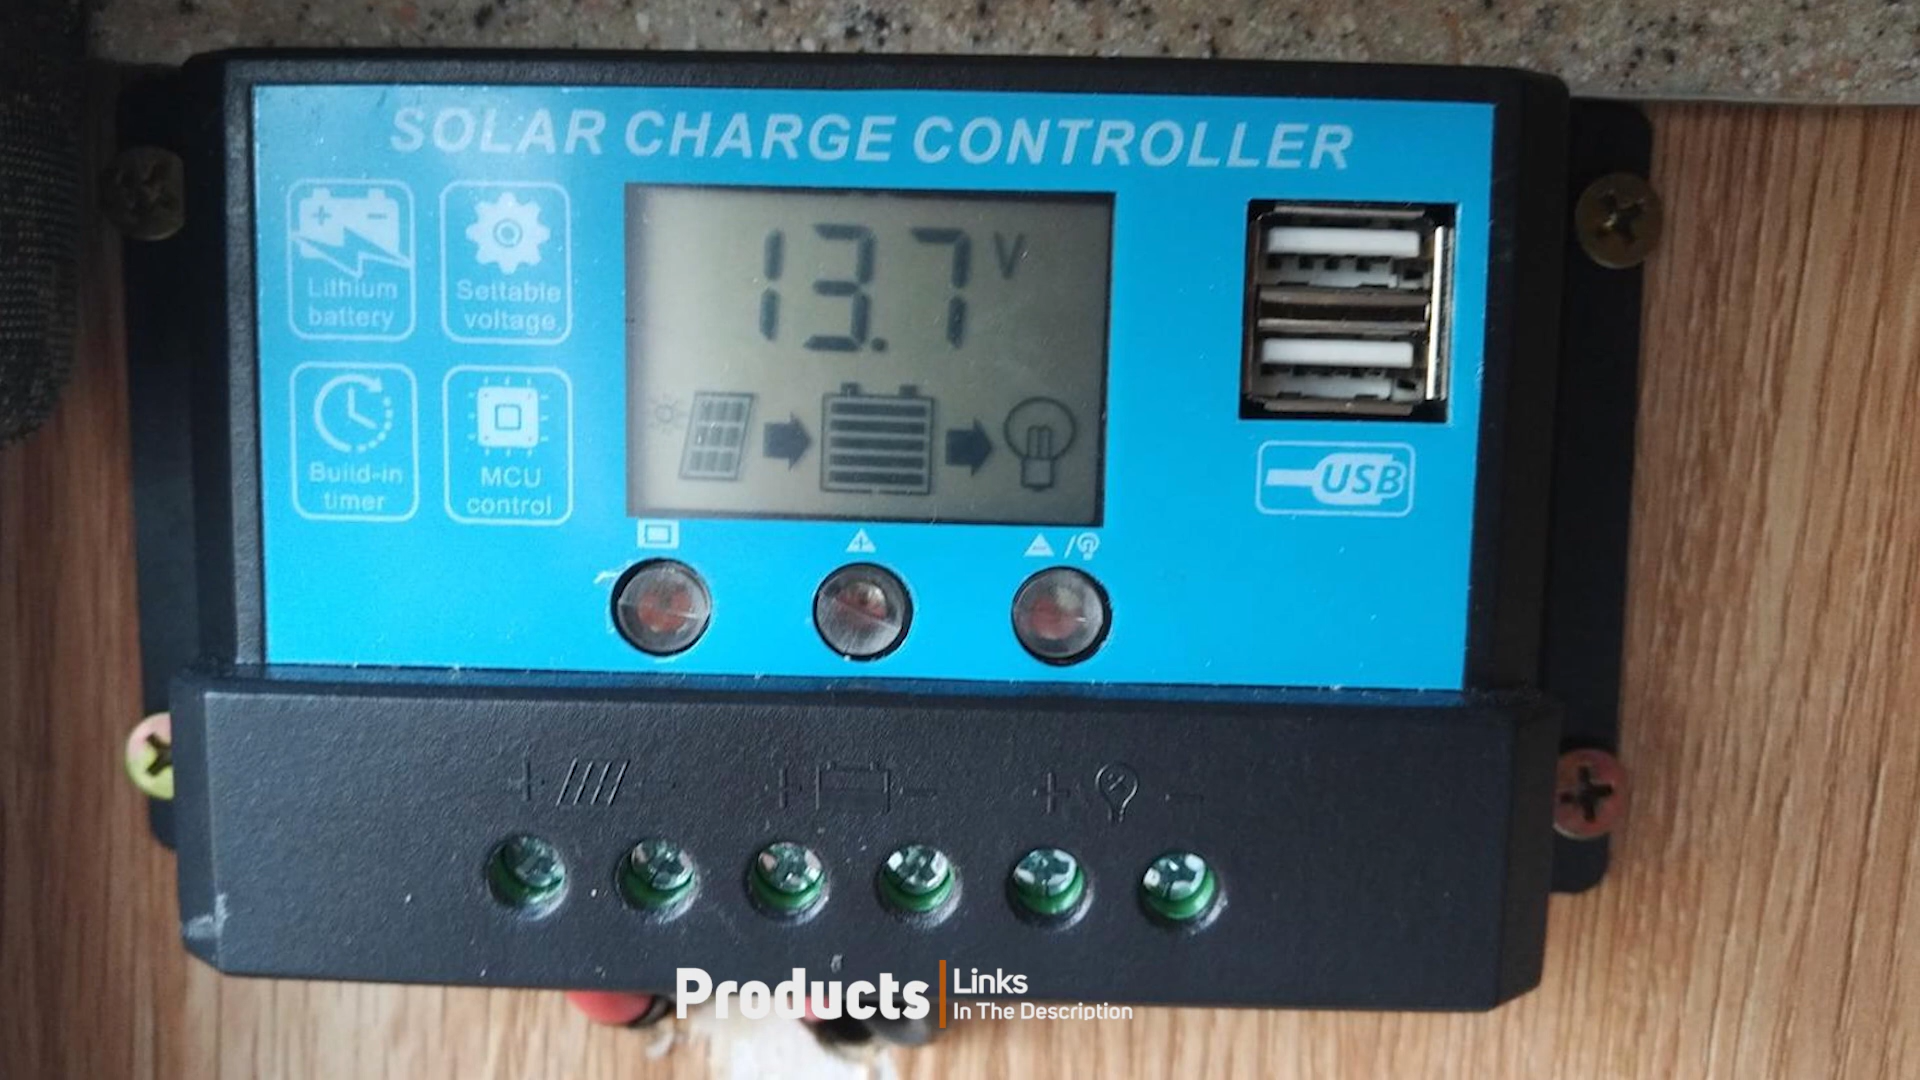 SOLAR CHARGE CONTROLLER
Lithium
battery
Settable
voltage
Build-in
timer
MCU
control
13.7 V
USB
Products
Links
In The Description